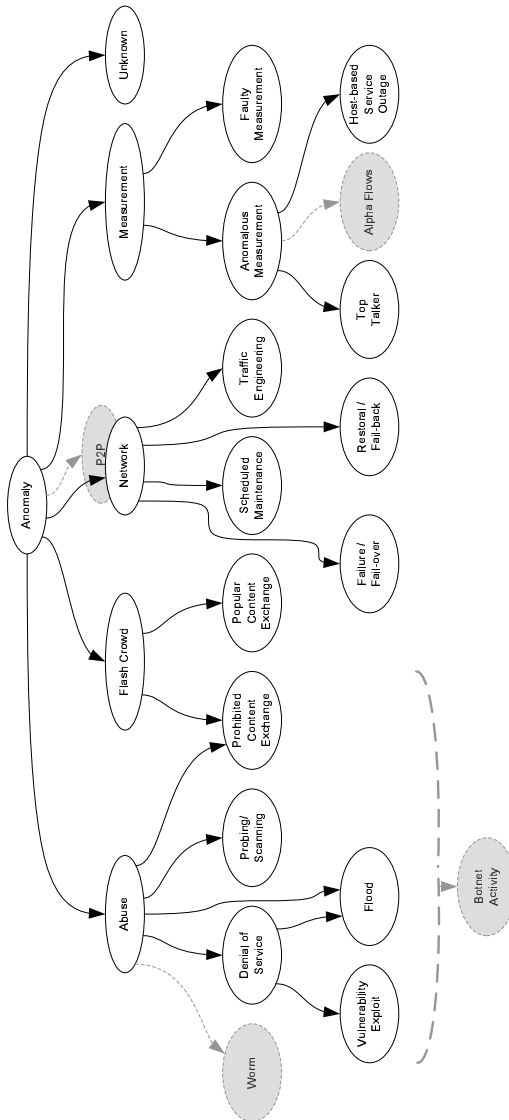 Anomaly
Abuse
Flash Crowd
P2P
Network
Measurement
Unknown
Worm
Denial of
Service
Probing/
Scanning
Prohibited
Content
Exchange
Popular
Content
Exchange
Scheduled
Maintenance
Traffic
Engineering
Anomalous
Measurement
Faulty
Measurement
Vulnerability
Exploit
Flood
Failure /
Fail-over
Restoral /
Fail-back
Top
Talker
Alpha Flows
Host-based
Service
Outage
Botnet
Activity